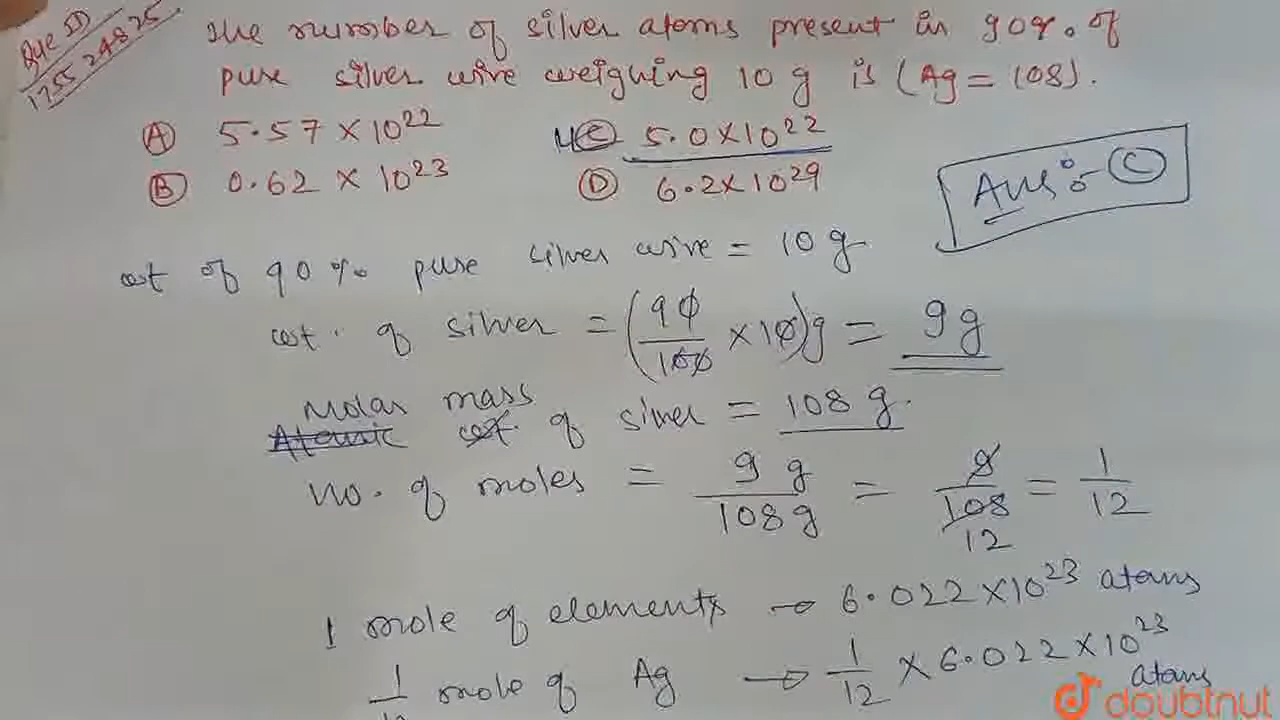 Que ID
175524825
The number of silver atoms present in 90%. of
pure silver wire weighing 10 g is (Ag = 108).
(A) 5.57 × 10^22
(C) 5.0 × 10^22
(B) 0.62 × 10^23
(D) 6.2 × 10^29
Ans :- (C)
wt of 90 % pure silver wire = 10 g.
wt. of silver = (90/100 × 10) g = 9 g
Molar mass
of silver = 108 g.
no. of moles = 9 g/108 g = 9/108 = 1/12
12
1 mole of elements → 6.022 × 10^23 atoms
1/12 mole of Ag → 1/12 × 6.022 × 10^23
atoms
doubtnut